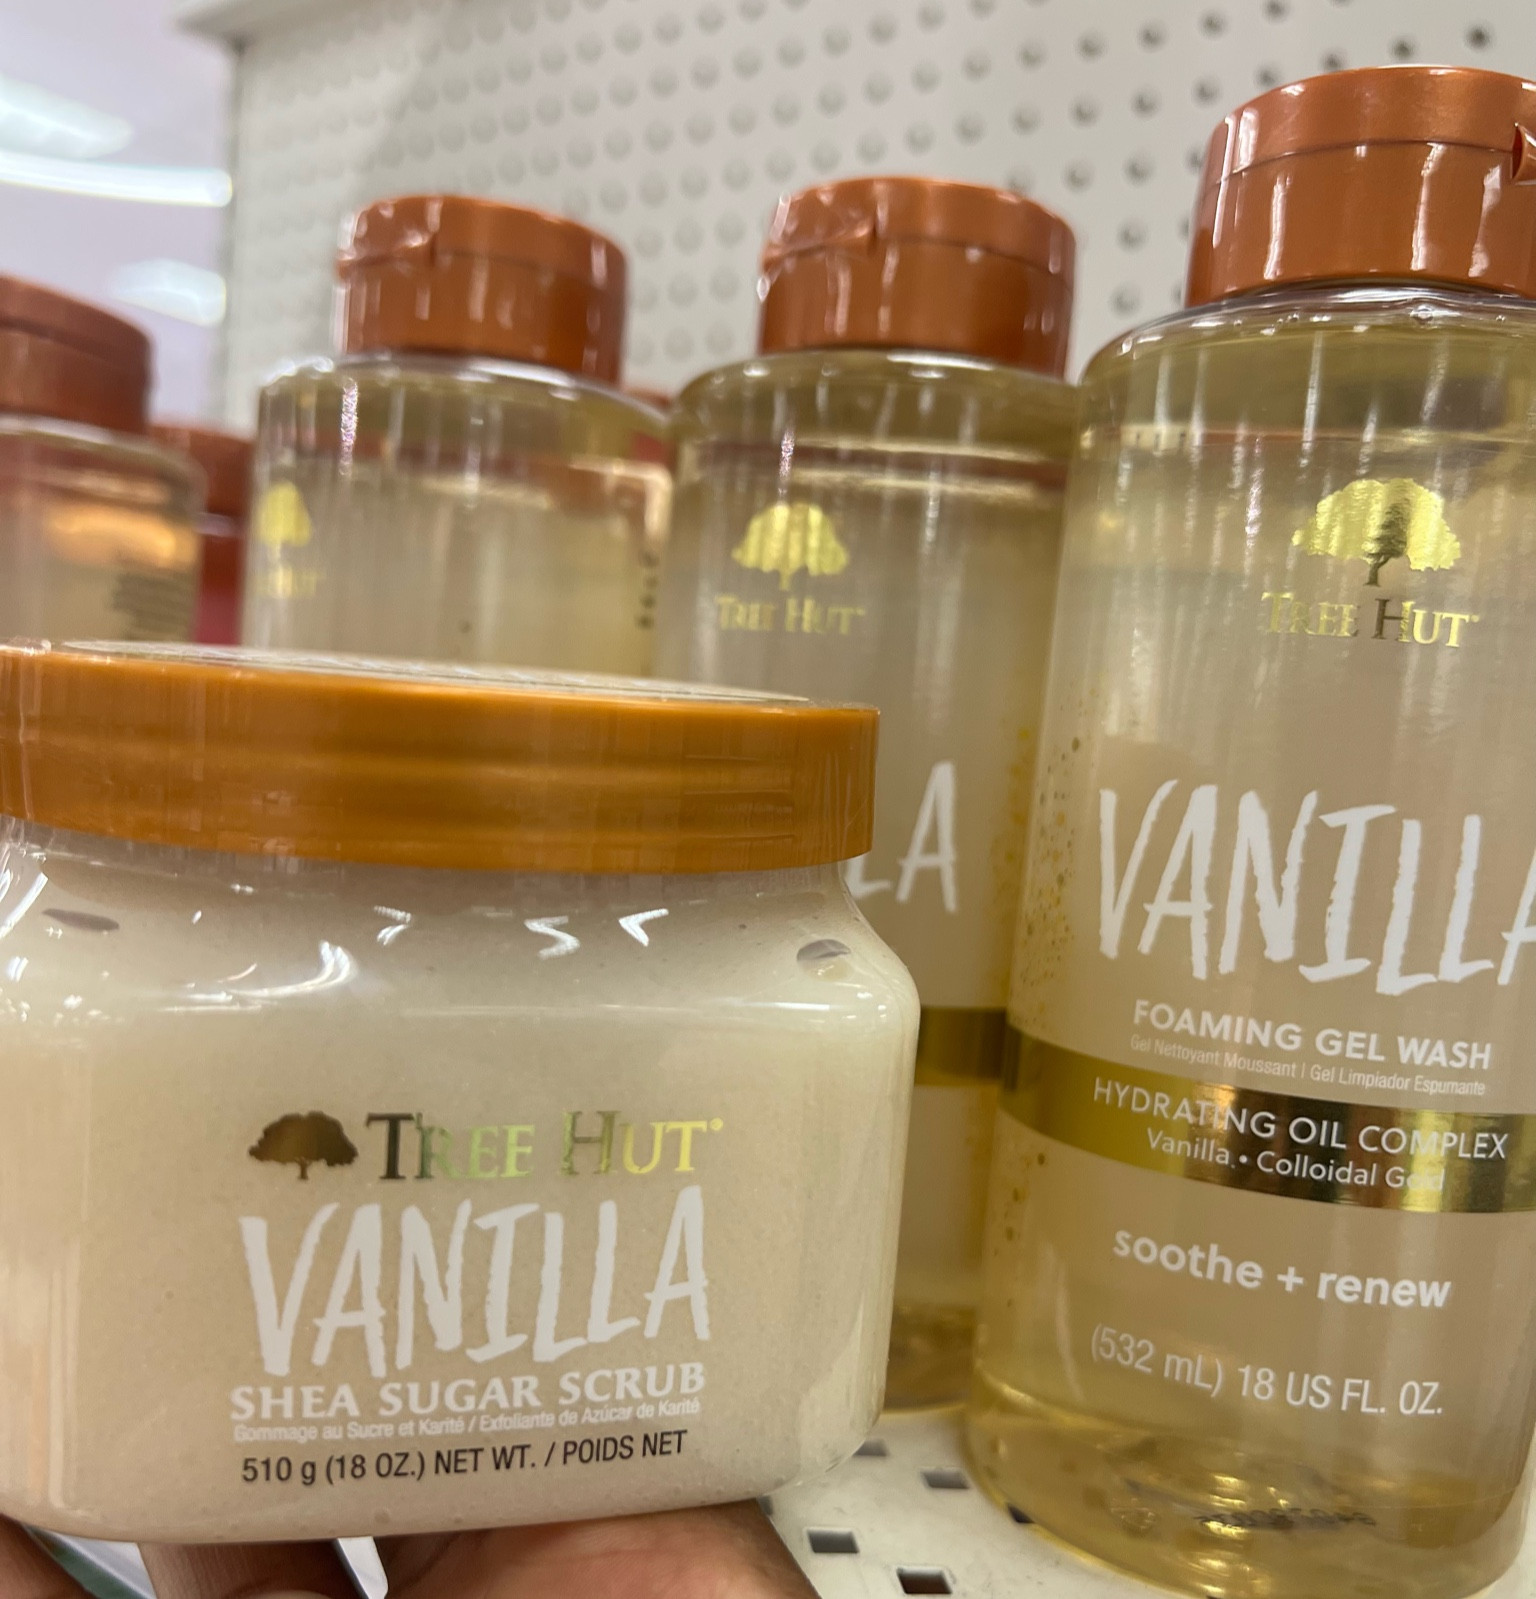 TREE HUT
VANILLA
SHEA SUGAR SCRUB
Gommage au Sucre et Karité / Exfoliante de Azúcar de Karité
510 g (18 OZ.) NET WT. / POIDS NET
TREE HUT
LA
TREE HUT
VANILLA
FOAMING GEL WASH
Gel Nettoyant Moussant | Gel Limpiador Espumante
HYDRATING OIL COMPLEX
Vanilla • Colloidal Gold
soothe + renew
(532 mL) 18 US FL. OZ.